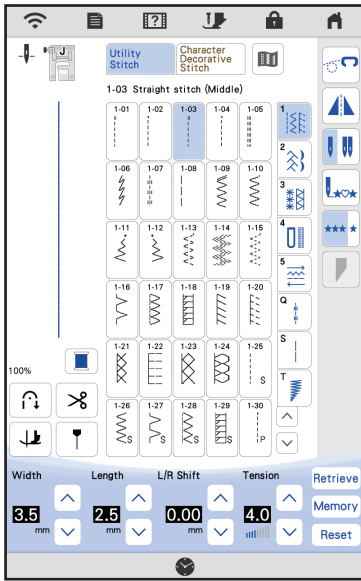 ?
J
Utility
Stitch
Character
Decorative
Stitch
1-03 Straight stitch (Middle)
1-01 1-02 1-03 1-04 1-05
1
1-06 1-07 1-08 1-09 1-10
2
3
1-11 1-12 1-13 1-14 1-15
4
1-16 1-17 1-18 1-19 1-20
5
Q
1-21 1-22 1-23 1-24 1-25
S
S
T
100%
1-26 1-27 1-28 1-29 1-30
S S S S P
Width Length L/R Shift Tension
Retrieve
3.5 2.5 0.00 4.0
Memory
mm mm mm
Reset